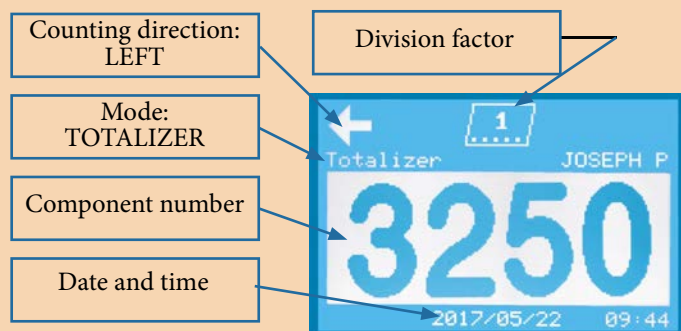 Counting direction:
LEFT
Division factor
Mode:
TOTALIZER
Component number
Date and time
1
Totalizer JOSEPH P
3250
2017/05/22 09:44